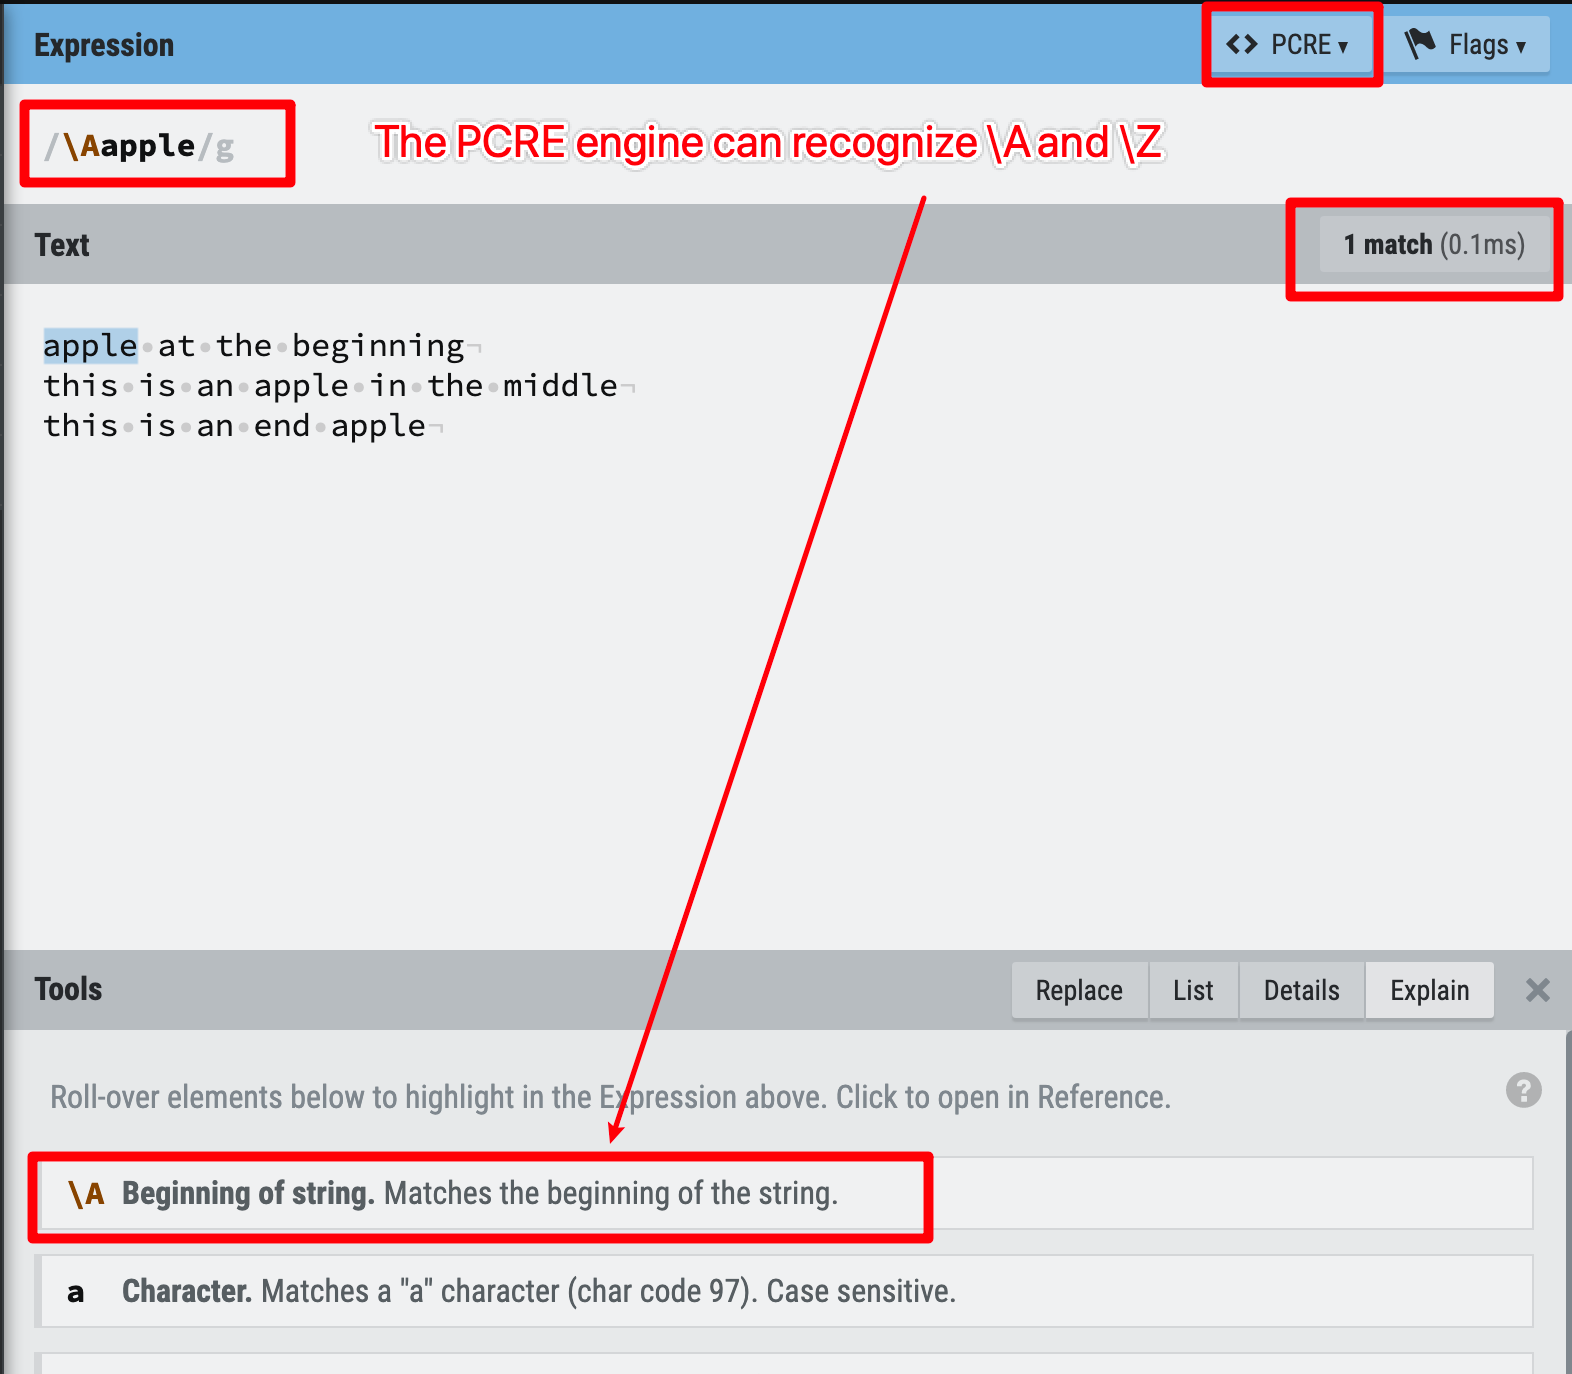 Expression
<> PCRE ▾
Flags ▾
/\Aapple/g
The PCRE engine can recognize \A and \Z
Text
1 match (0.1ms)
apple•at•the•beginning¬
this•is•an•apple•in•the•middle¬
this•is•an•end•apple¬
Tools
Replace
List
Details
Explain
×
Roll-over elements below to highlight in the Expression above. Click to open in Reference.
?
\A Beginning of string. Matches the beginning of the string.
a Character. Matches a "a" character (char code 97). Case sensitive.